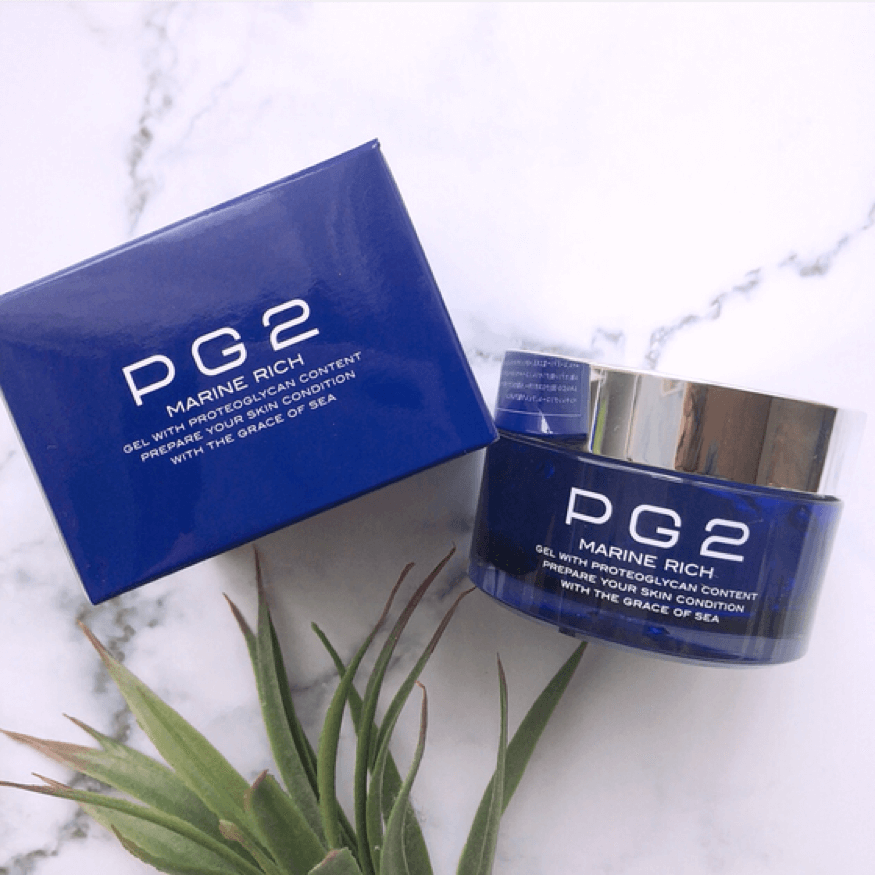 PG2
MARINE RICH
GEL WITH PROTEOGLYCAN CONTENT
PREPARE YOUR SKIN CONDITION
WITH THE GRACE OF SEA
PG2
MARINE RICH
GEL WITH PROTEOGLYCAN CONTENT
PREPARE YOUR SKIN CONDITION
WITH THE GRACE OF SEA